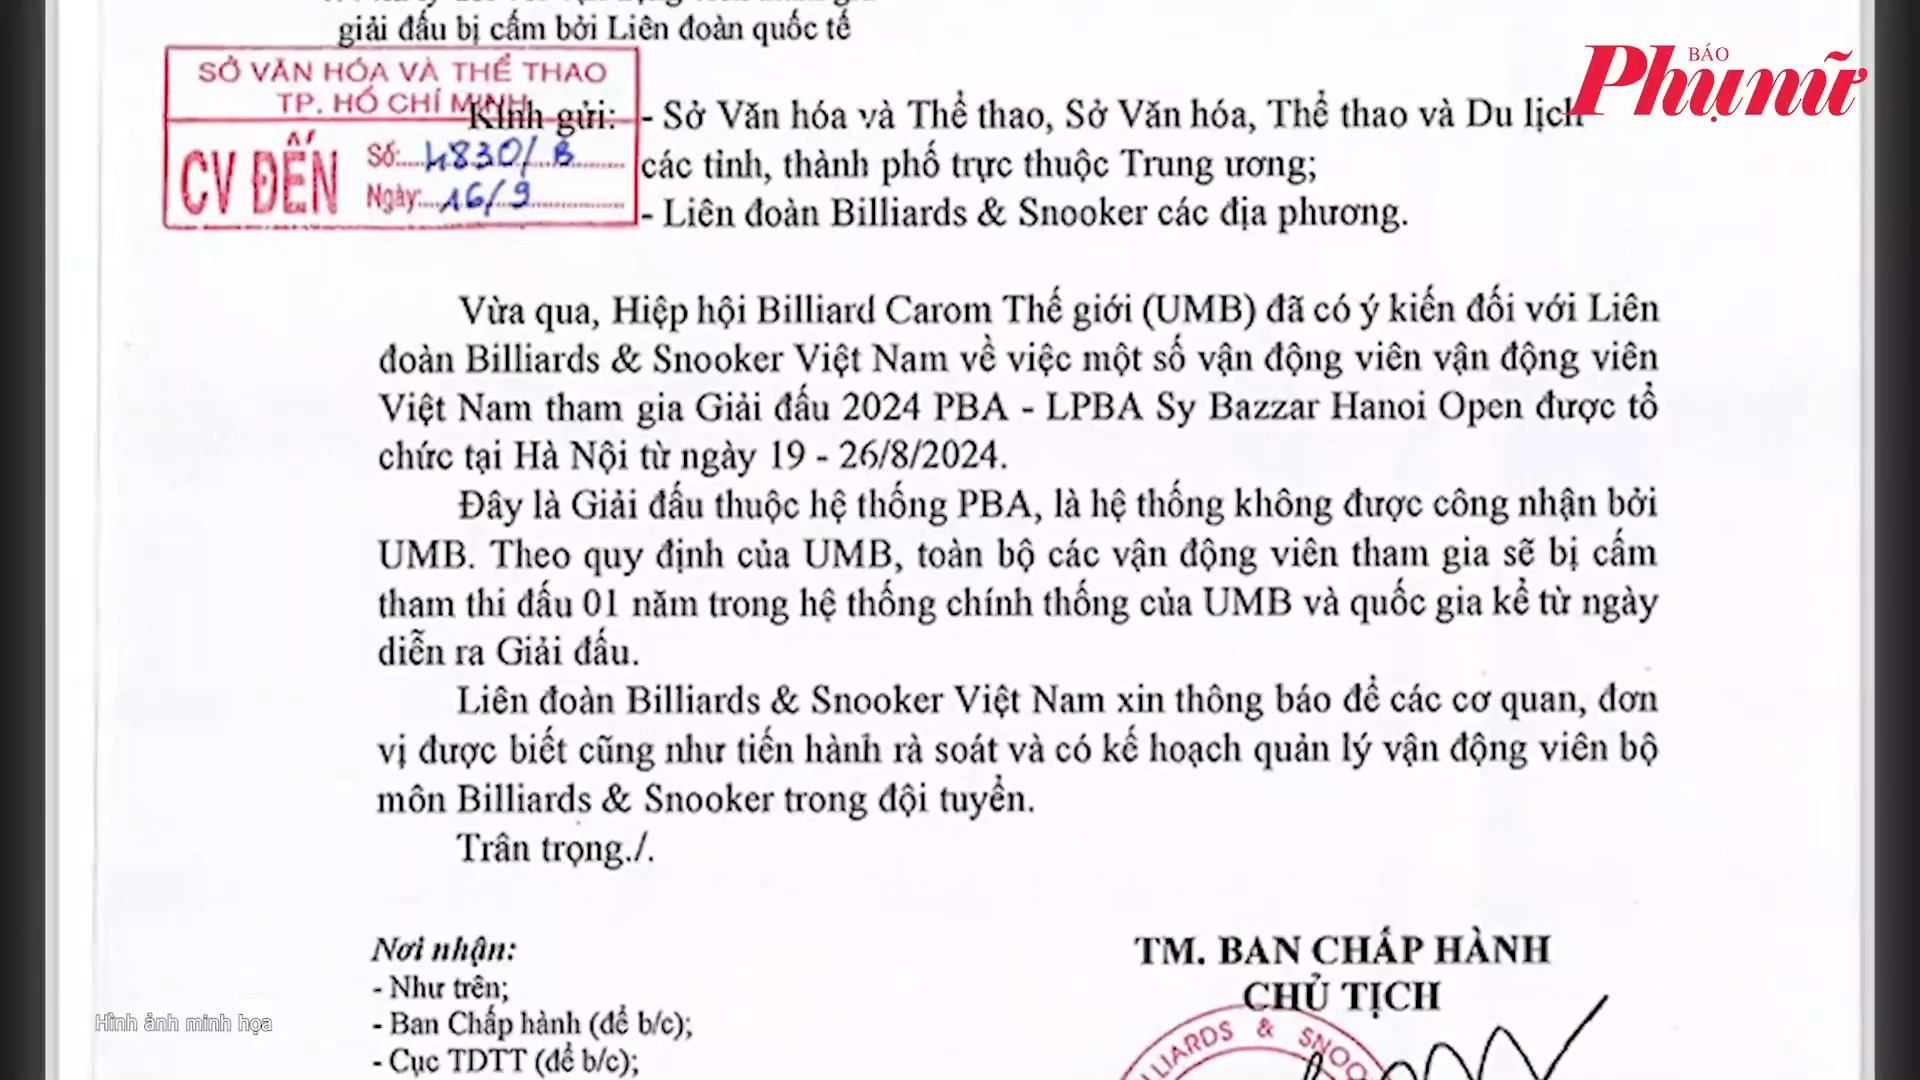 giải đấu bị cấm bởi Liên đoàn quốc tế
BÁO
Phụ nữ
SỞ VĂN HÓA VÀ THỂ THAO
TP. HỒ CHÍ MINH
CV ĐẾN
Số: 4830/B
Ngày: 16/9
Kính gửi: - Sở Văn hóa và Thể thao, Sở Văn hóa, Thể thao và Du lịch
các tỉnh, thành phố trực thuộc Trung ương;
- Liên đoàn Billiards & Snooker các địa phương.
Vừa qua, Hiệp hội Billiard Carom Thế giới (UMB) đã có ý kiến đối với Liên
đoàn Billiards & Snooker Việt Nam về việc một số vận động viên vận động viên
Việt Nam tham gia Giải đấu 2024 PBA - LPBA Sy Bazzar Hanoi Open được tổ
chức tại Hà Nội từ ngày 19 - 26/8/2024.
Đây là Giải đấu thuộc hệ thống PBA, là hệ thống không được công nhận bởi
UMB. Theo quy định của UMB, toàn bộ các vận động viên tham gia sẽ bị cấm
tham thi đấu 01 năm trong hệ thống chính thống của UMB và quốc gia kể từ ngày
diễn ra Giải đấu.
Liên đoàn Billiards & Snooker Việt Nam xin thông báo để các cơ quan, đơn
vị được biết cũng như tiến hành rà soát và có kế hoạch quản lý vận động viên bộ
môn Billiards & Snooker trong đội tuyển.
Trân trọng./.
Nơi nhận:
- Như trên;
- Ban Chấp hành (để b/c);
- Cục TDTT (để b/c);
TM. BAN CHẤP HÀNH
CHỦ TỊCH
LLIARDS & SNOO
Hình ảnh minh họa